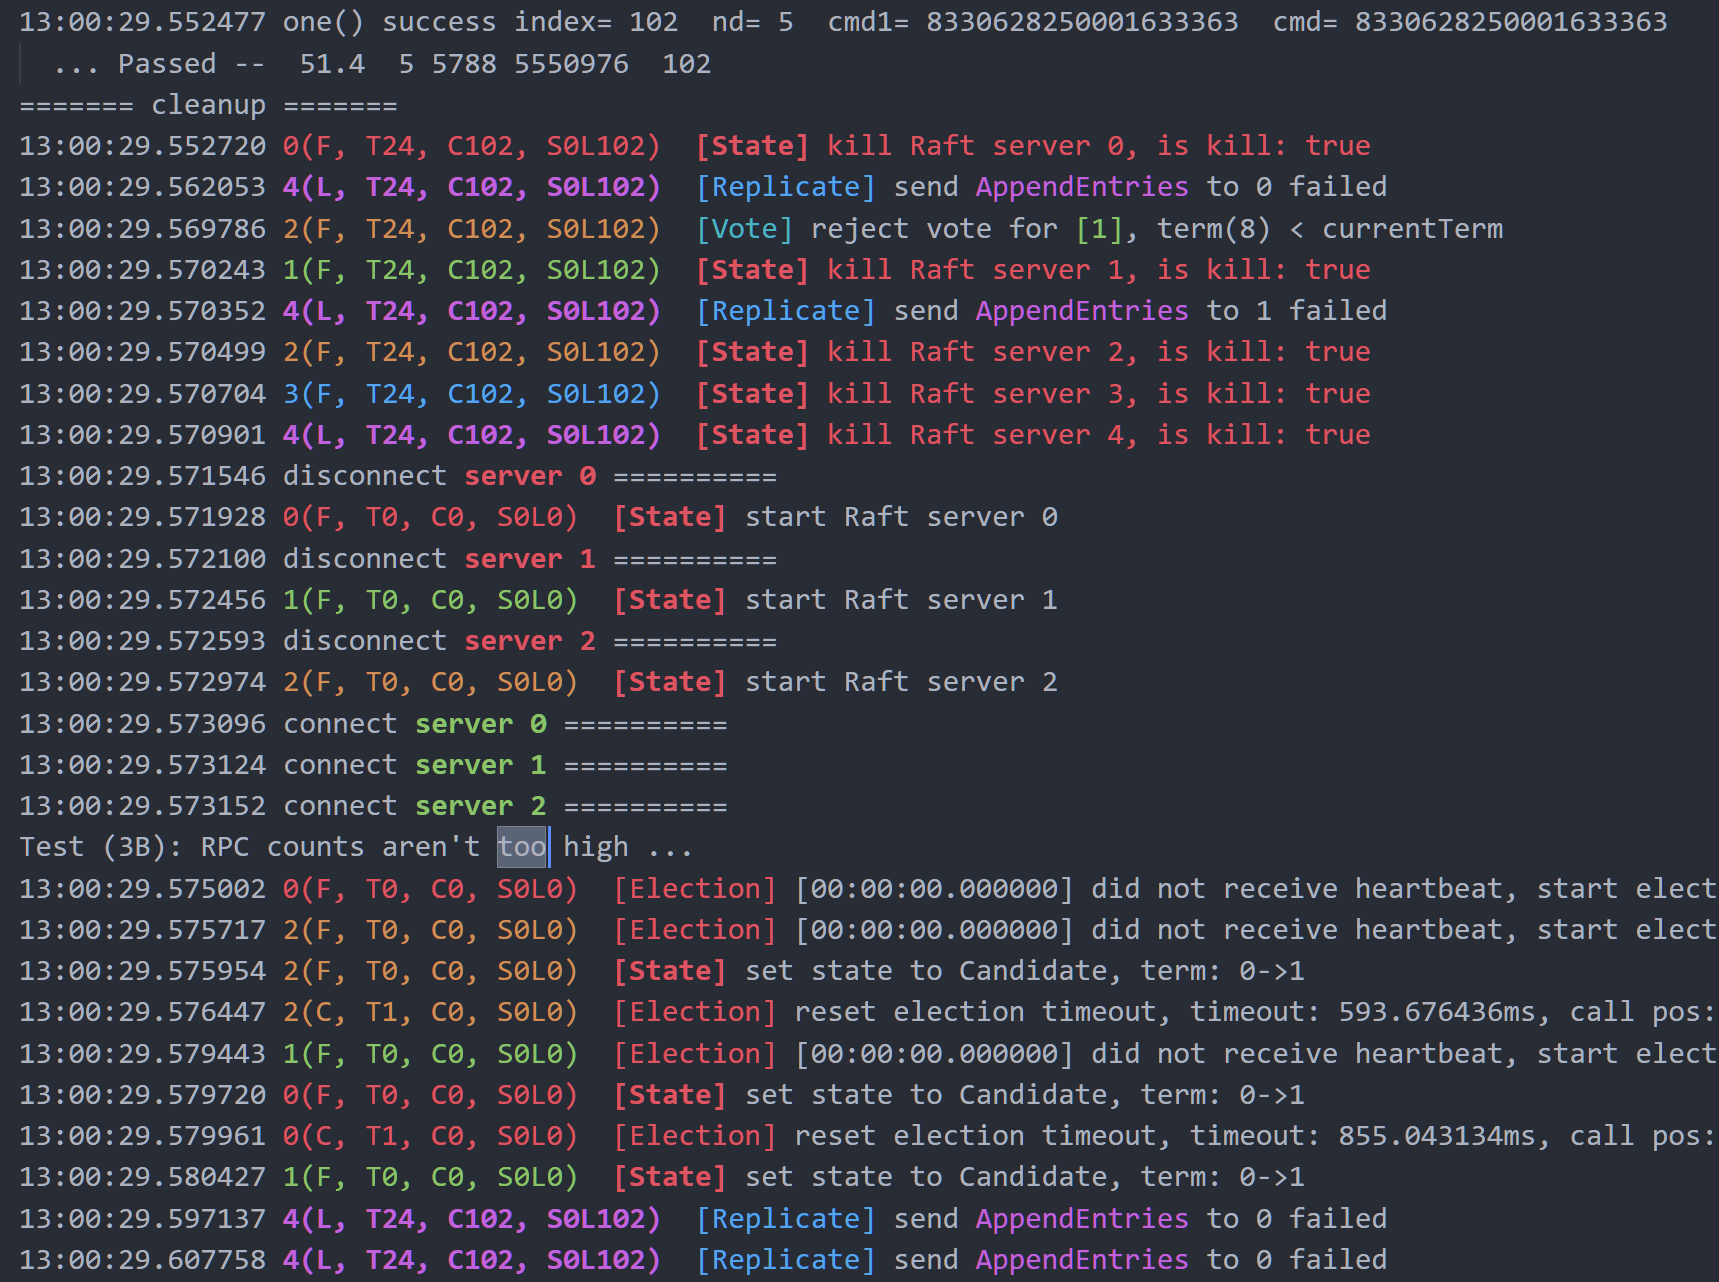 13:00:29.552477 one() success index= 102  nd= 5  cmd1= 8330628250001633363  cmd= 8330628250001633363
  ... Passed --  51.4  5 5788 5550976  102
======= cleanup =======
13:00:29.552720 0(F, T24, C102, S0L102)  [State] kill Raft server 0, is kill: true
13:00:29.562053 4(L, T24, C102, S0L102)  [Replicate] send AppendEntries to 0 failed
13:00:29.569786 2(F, T24, C102, S0L102)  [Vote] reject vote for [1], term(8) < currentTerm
13:00:29.570243 1(F, T24, C102, S0L102)  [State] kill Raft server 1, is kill: true
13:00:29.570352 4(L, T24, C102, S0L102)  [Replicate] send AppendEntries to 1 failed
13:00:29.570499 2(F, T24, C102, S0L102)  [State] kill Raft server 2, is kill: true
13:00:29.570704 3(F, T24, C102, S0L102)  [State] kill Raft server 3, is kill: true
13:00:29.570901 4(L, T24, C102, S0L102)  [State] kill Raft server 4, is kill: true
13:00:29.571546 disconnect server 0 ==========
13:00:29.571928 0(F, T0, C0, S0L0)  [State] start Raft server 0
13:00:29.572100 disconnect server 1 ==========
13:00:29.572456 1(F, T0, C0, S0L0)  [State] start Raft server 1
13:00:29.572593 disconnect server 2 ==========
13:00:29.572974 2(F, T0, C0, S0L0)  [State] start Raft server 2
13:00:29.573096 connect server 0 ==========
13:00:29.573124 connect server 1 ==========
13:00:29.573152 connect server 2 ==========
Test (3B): RPC counts aren't too high ...
13:00:29.575002 0(F, T0, C0, S0L0)  [Election] [00:00:00.000000] did not receive heartbeat, start elect
13:00:29.575717 2(F, T0, C0, S0L0)  [Election] [00:00:00.000000] did not receive heartbeat, start elect
13:00:29.575954 2(F, T0, C0, S0L0)  [State] set state to Candidate, term: 0->1
13:00:29.576447 2(C, T1, C0, S0L0)  [Election] reset election timeout, timeout: 593.676436ms, call pos:
13:00:29.579443 1(F, T0, C0, S0L0)  [Election] [00:00:00.000000] did not receive heartbeat, start elect
13:00:29.579720 0(F, T0, C0, S0L0)  [State] set state to Candidate, term: 0->1
13:00:29.579961 0(C, T1, C0, S0L0)  [Election] reset election timeout, timeout: 855.043134ms, call pos:
13:00:29.580427 1(F, T0, C0, S0L0)  [State] set state to Candidate, term: 0->1
13:00:29.597137 4(L, T24, C102, S0L102)  [Replicate] send AppendEntries to 0 failed
13:00:29.607758 4(L, T24, C102, S0L102)  [Replicate] send AppendEntries to 0 failed